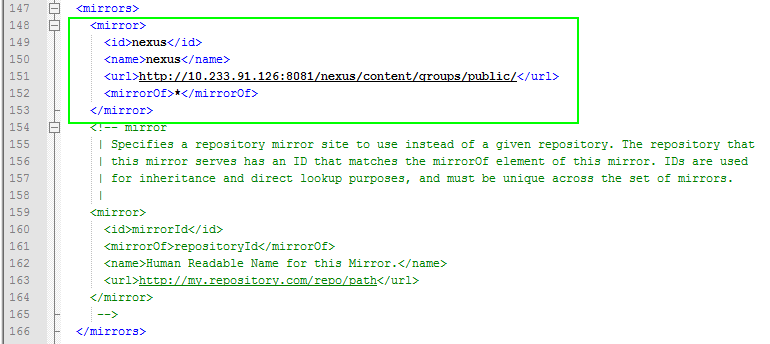 147 <mirrors>
148 <mirror>
149 <id>nexus</id>
150 <name>nexus</name>
151 <url>http://10.233.91.126:8081/nexus/content/groups/public/</url>
152 <mirrorOf>*</mirrorOf>
153 </mirror>
154 <!-- mirror
155 | Specifies a repository mirror site to use instead of a given repository. The repository that
156 | this mirror serves has an ID that matches the mirrorOf element of this mirror. IDs are used
157 | for inheritance and direct lookup purposes, and must be unique across the set of mirrors.
158 |
159 <mirror>
160 <id>mirrorId</id>
161 <mirrorOf>repositoryId</mirrorOf>
162 <name>Human Readable Name for this Mirror.</name>
163 <url>http://my.repository.com/repo/path</url>
164 </mirror>
165 -->
166 </mirrors>